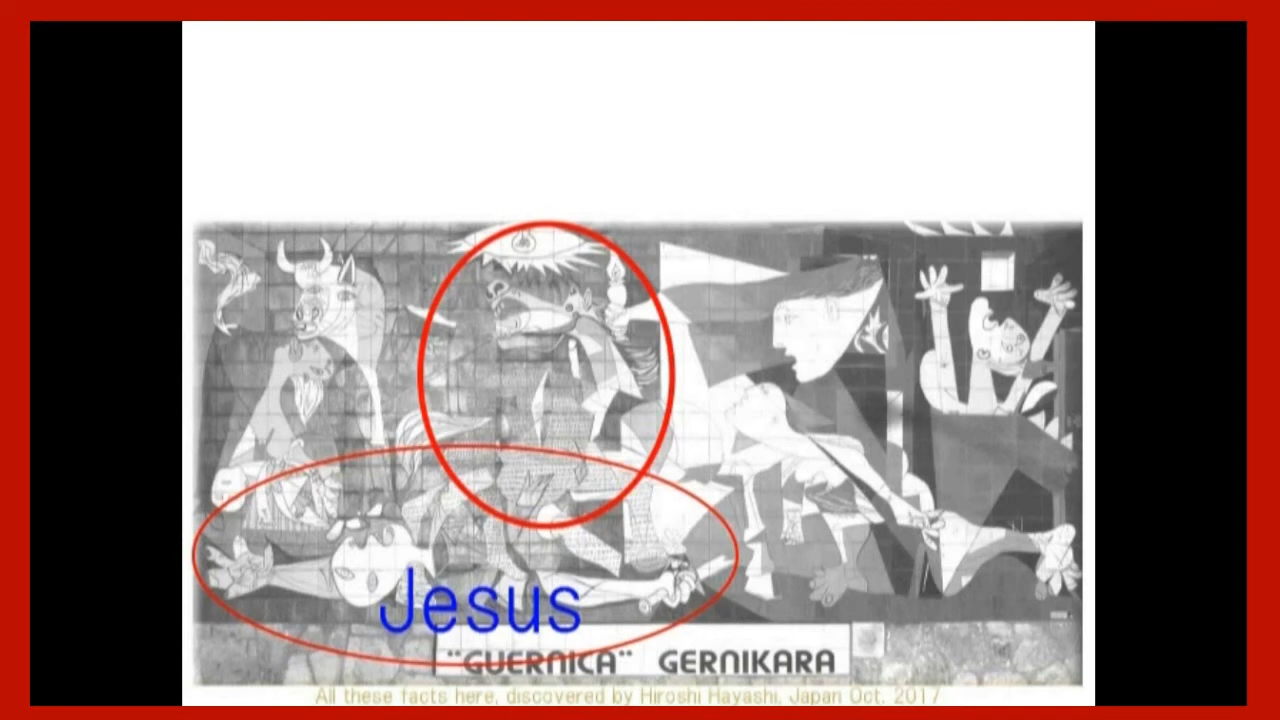 Jesus
"GUERNICA" GERNIKARA
All these facts here, discovered by Hiroshi Hayashi, Japan Oct. 2017